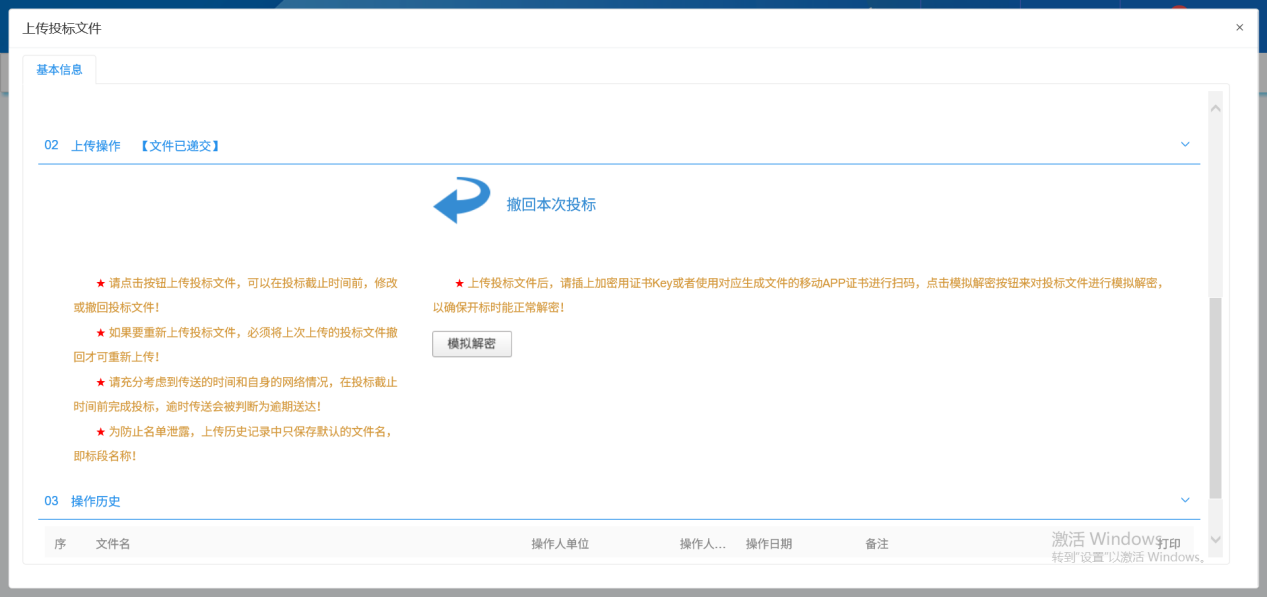 上传投标文件
×
基本信息
02 上传操作 【文件已递交】
撤回本次投标
★ 请点击按钮上传投标文件，可以在投标截止时间前，修改
或撤回投标文件！
★ 如果要重新上传投标文件，必须将上次上传的投标文件撤
回才可重新上传！
★ 请充分考虑到传送的时间和自身的网络情况，在投标截止
时间前完成投标，逾时传送会被判断为逾期送达！
★ 为防止名单泄露，上传历史记录中只保存默认的文件名，
即标段名称！
★ 上传投标文件后，请插上加密用证书Key或者使用对应生成文件的移动APP证书进行扫码，点击模拟解密按钮来对投标文件进行模拟解密，
以确保开标时能正常解密！
模拟解密
03 操作历史
序 文件名 操作人单位 操作人... 操作日期 备注 打印
激活 Windows
转到"设置"以激活 Windows。